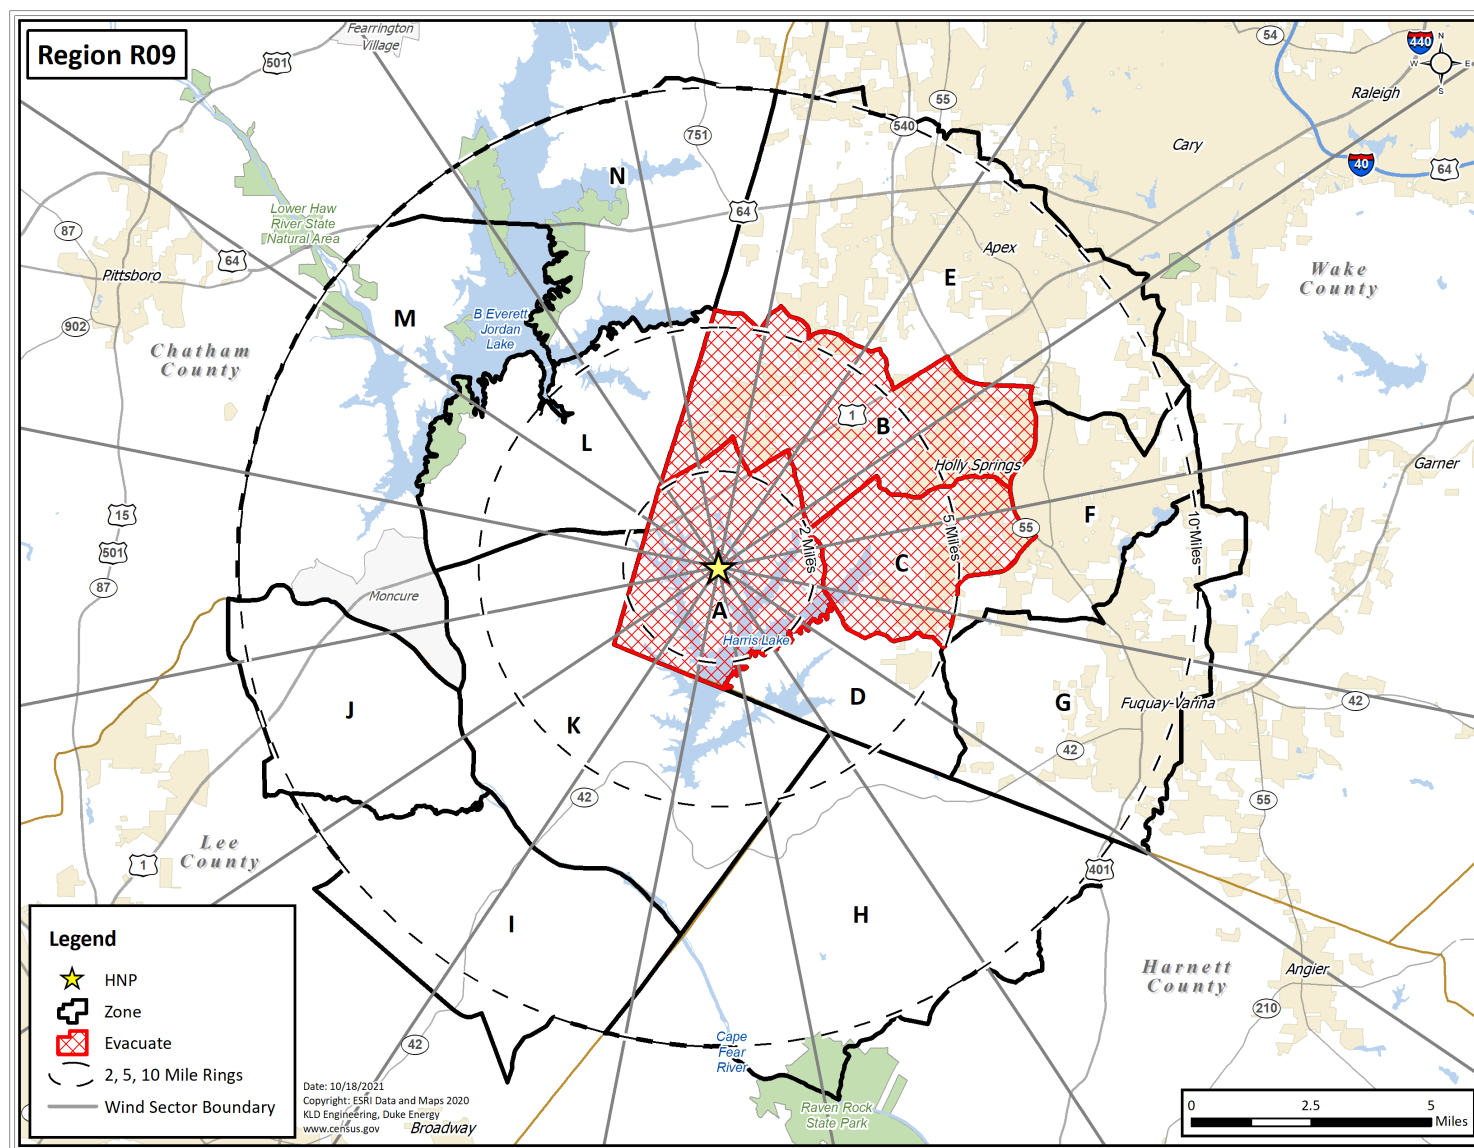 Region R09
Fearrington
Village
501
54
440
N
W
E
S
Raleigh
55
540
751
Cary
40
64
N
Lower Haw
River State
Natural Area
64
87
64
Pittsboro
Apex
E
Wake
County
902
M
B Everett
Jordan
Lake
Chatham
County
1
B
L
Holly Springs
Garner
15
F
5 Miles
55
10 Miles
2 Miles
501
C
87
Moncure
A
Harris Lake
D
G
J
K
Fuquay-Varina
42
42
42
55
Lee
County
1
401
I
H
Harnett
County
Angier
210
42
Cape
Fear
River
Raven Rock
State Park
Broadway
Legend
HNP
Zone
Evacuate
2, 5, 10 Mile Rings
Wind Sector Boundary
Date: 10/18/2021
Copyright: ESRI Data and Maps 2020
KLD Engineering, Duke Energy
www.census.gov
0 2.5 5
Miles